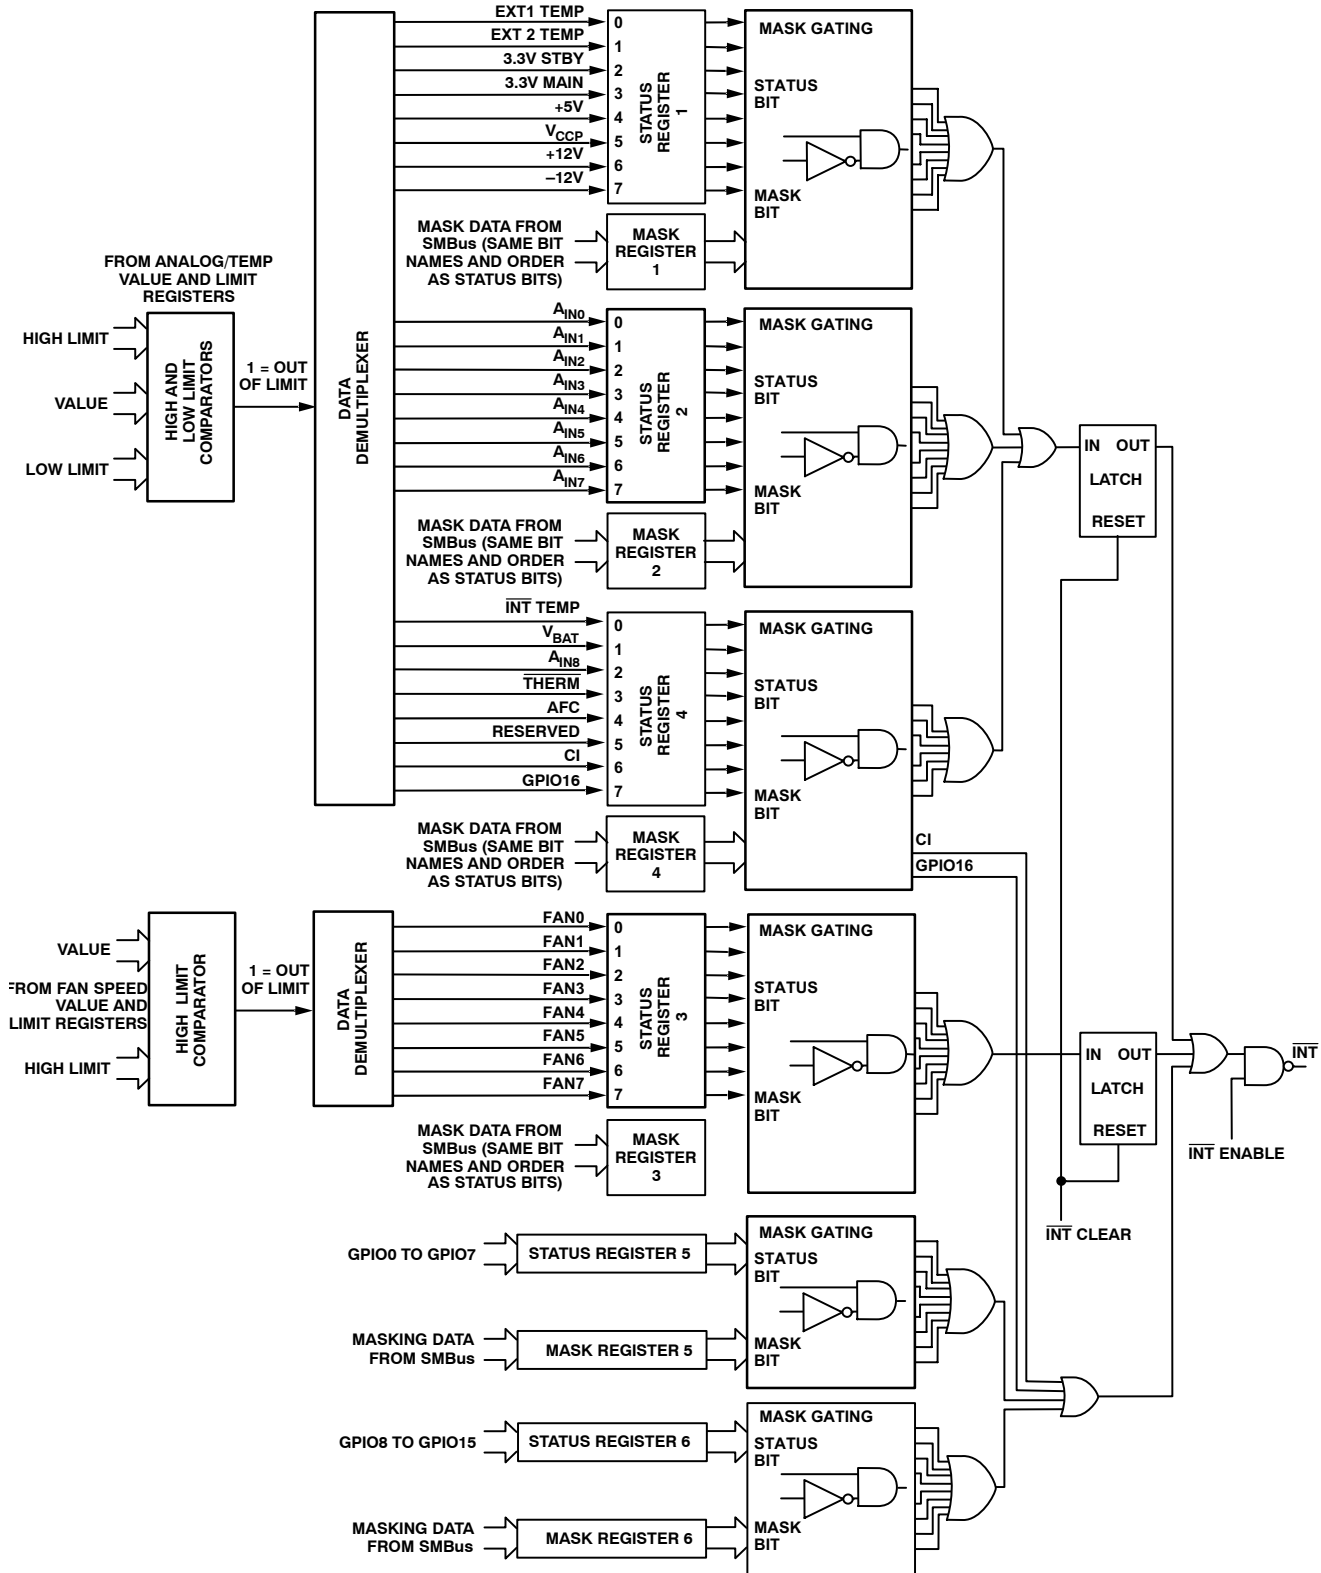 EXT1 TEMP
EXT 2 TEMP
3.3V STBY
3.3V MAIN
+5V
VCCP
+12V
–12V
0
1
2
3
4
5
6
7
STATUS
REGISTER
1
MASK GATING
STATUS
BIT
MASK
BIT
MASK DATA FROM
SMBus (SAME BIT
NAMES AND ORDER
AS STATUS BITS)
MASK
REGISTER
1
FROM ANALOG/TEMP
VALUE AND LIMIT
REGISTERS
HIGH LIMIT
VALUE
LOW LIMIT
HIGH AND
LOW LIMIT
COMPARATORS
1 = OUT
OF LIMIT
DATA
DEMULTIPLEXER
AIN0
AIN1
AIN2
AIN3
AIN4
AIN5
AIN6
AIN7
0
1
2
3
4
5
6
7
STATUS
REGISTER
2
MASK GATING
STATUS
BIT
MASK
BIT
MASK DATA FROM
SMBus (SAME BIT
NAMES AND ORDER
AS STATUS BITS)
MASK
REGISTER
2
IN OUT
LATCH
RESET
INT TEMP
VBAT
AIN8
THERM
AFC
RESERVED
CI
GPIO16
0
1
2
3
4
5
6
7
STATUS
REGISTER
4
MASK GATING
STATUS
BIT
MASK
BIT
MASK DATA FROM
SMBus (SAME BIT
NAMES AND ORDER
AS STATUS BITS)
MASK
REGISTER
4
CI
GPIO16
VALUE
FROM FAN SPEED
VALUE AND
LIMIT REGISTERS
HIGH LIMIT
HIGH LIMIT
COMPARATOR
1 = OUT
OF LIMIT
DATA
DEMULTIPLEXER
FAN0
FAN1
FAN2
FAN3
FAN4
FAN5
FAN6
FAN7
0
1
2
3
4
5
6
7
STATUS
REGISTER
3
MASK GATING
STATUS
BIT
MASK
BIT
MASK DATA FROM
SMBus (SAME BIT
NAMES AND ORDER
AS STATUS BITS)
MASK
REGISTER
3
IN OUT
LATCH
RESET
INT
INT ENABLE
INT CLEAR
GPIO0 TO GPIO7
STATUS REGISTER 5
MASKING DATA
FROM SMBus
MASK REGISTER 5
MASK GATING
STATUS
BIT
MASK
BIT
GPIO8 TO GPIO15
STATUS REGISTER 6
MASKING DATA
FROM SMBus
MASK REGISTER 6
MASK GATING
STATUS
BIT
MASK
BIT